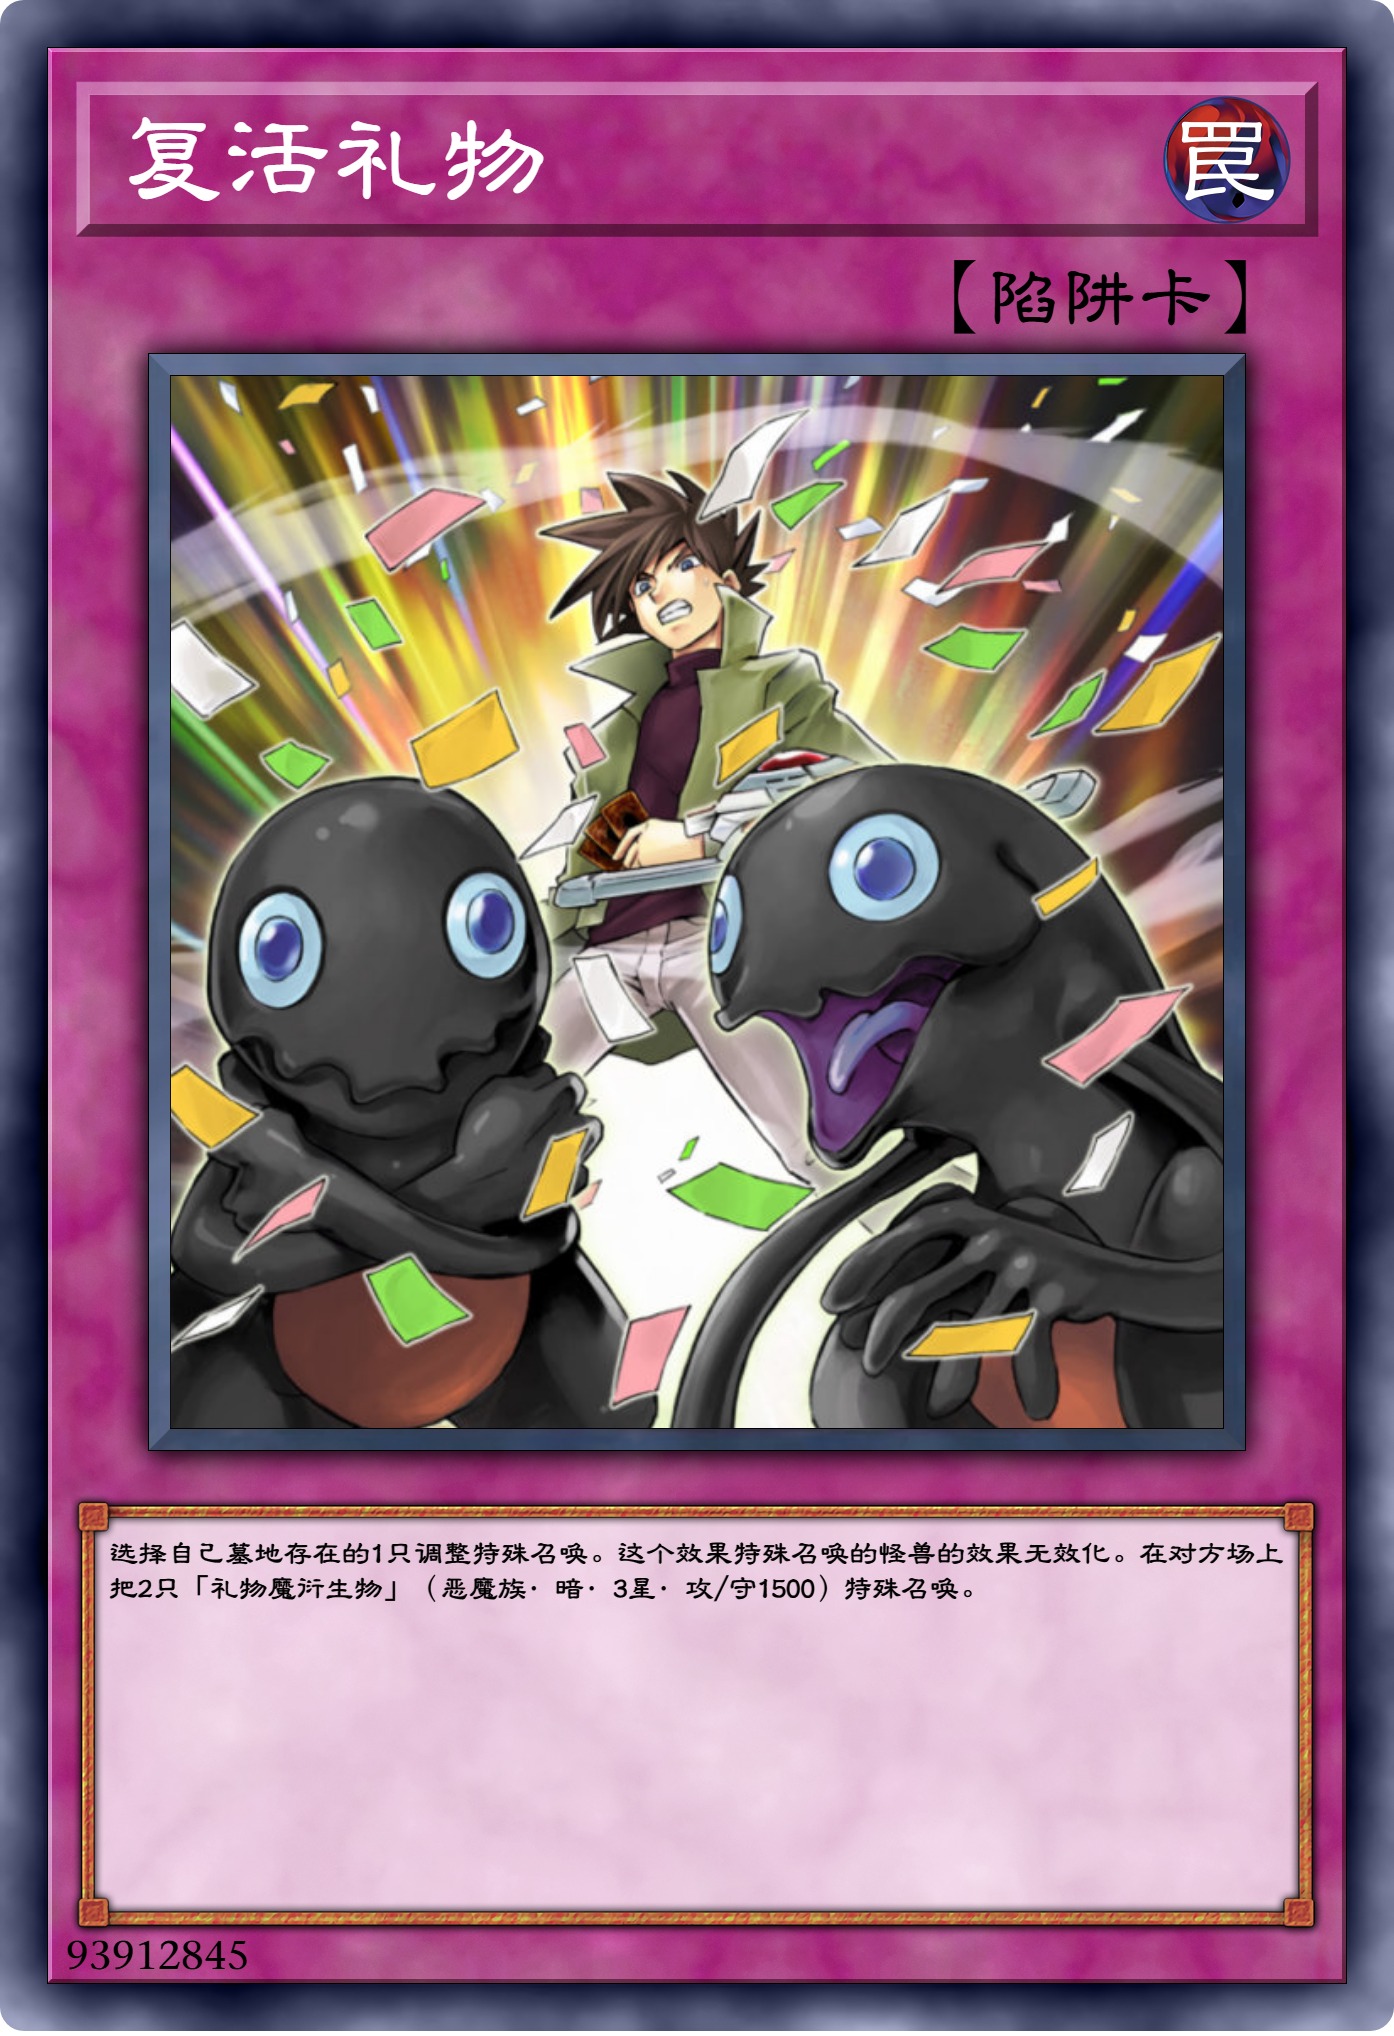 复活礼物
罠
【陷阱卡】
选择自己墓地存在的1只调整特殊召唤。这个效果特殊召唤的怪兽的效果无效化。在对方场上
把2只「礼物魔衍生物」（恶魔族·暗·3星·攻/守1500）特殊召唤。
93912845